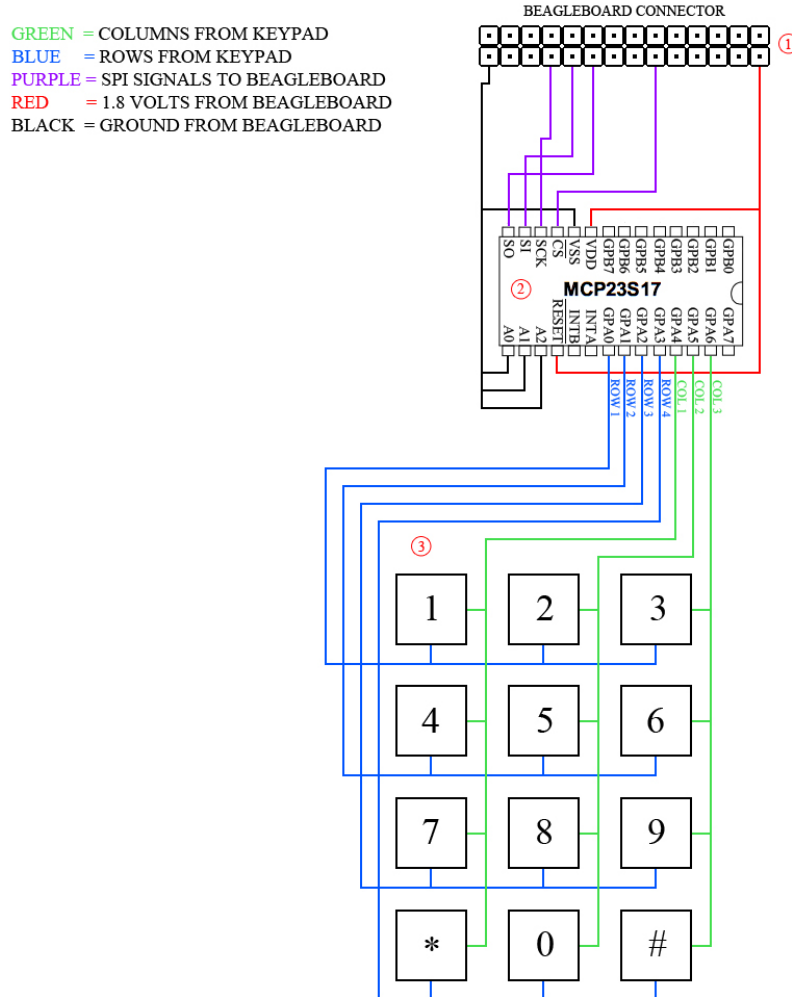 BEAGLEBOARD CONNECTOR
GREEN = COLUMNS FROM KEYPAD
BLUE = ROWS FROM KEYPAD
PURPLE = SPI SIGNALS TO BEAGLEBOARD
RED = 1.8 VOLTS FROM BEAGLEBOARD
BLACK = GROUND FROM BEAGLEBOARD
1
SO SI SCK CS VSS VDD GPB7 GPB6 GPB5 GPB4 GPB3 GPB2 GPB1 GPB0
2 MCP23S17
A0 A1 A2 RESET INTB INTA GPA0 GPA1 GPA2 GPA3 GPA4 GPA5 GPA6 GPA7
ROW 1 ROW 2 ROW 3 ROW 4 COL 1 COL 2 COL 3
3
1 2 3
4 5 6
7 8 9
* 0 #